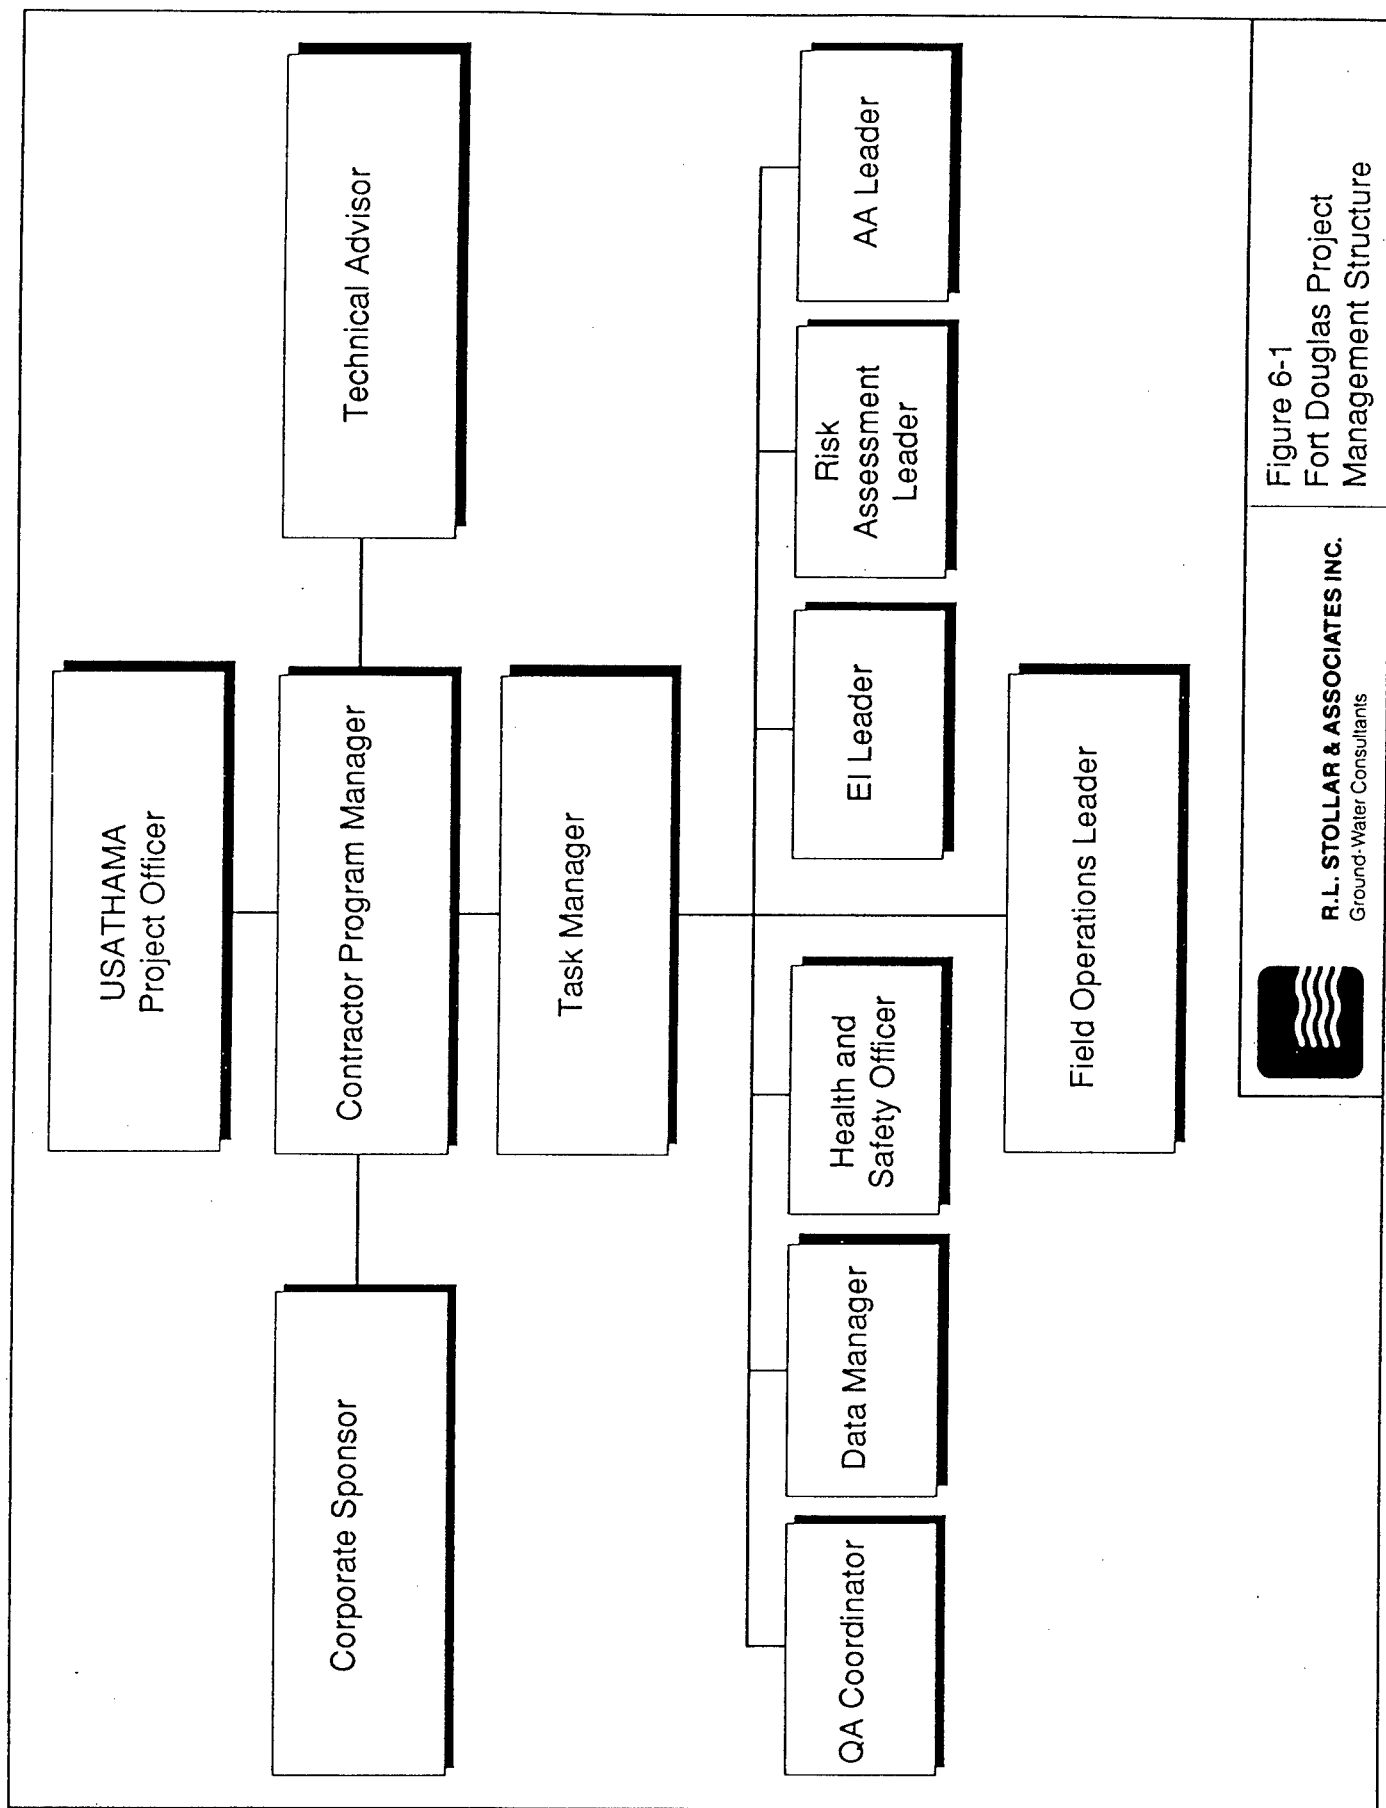 USATHAMA
Project Officer
Corporate Sponsor
Contractor Program Manager
Technical Advisor
Task Manager
QA Coordinator
Data Manager
Health and
Safety Officer
EI Leader
Risk
Assessment
Leader
AA Leader
Field Operations Leader
R.L. STOLLAR & ASSOCIATES INC.
Ground-Water Consultants
Figure 6-1
Fort Douglas Project
Management Structure